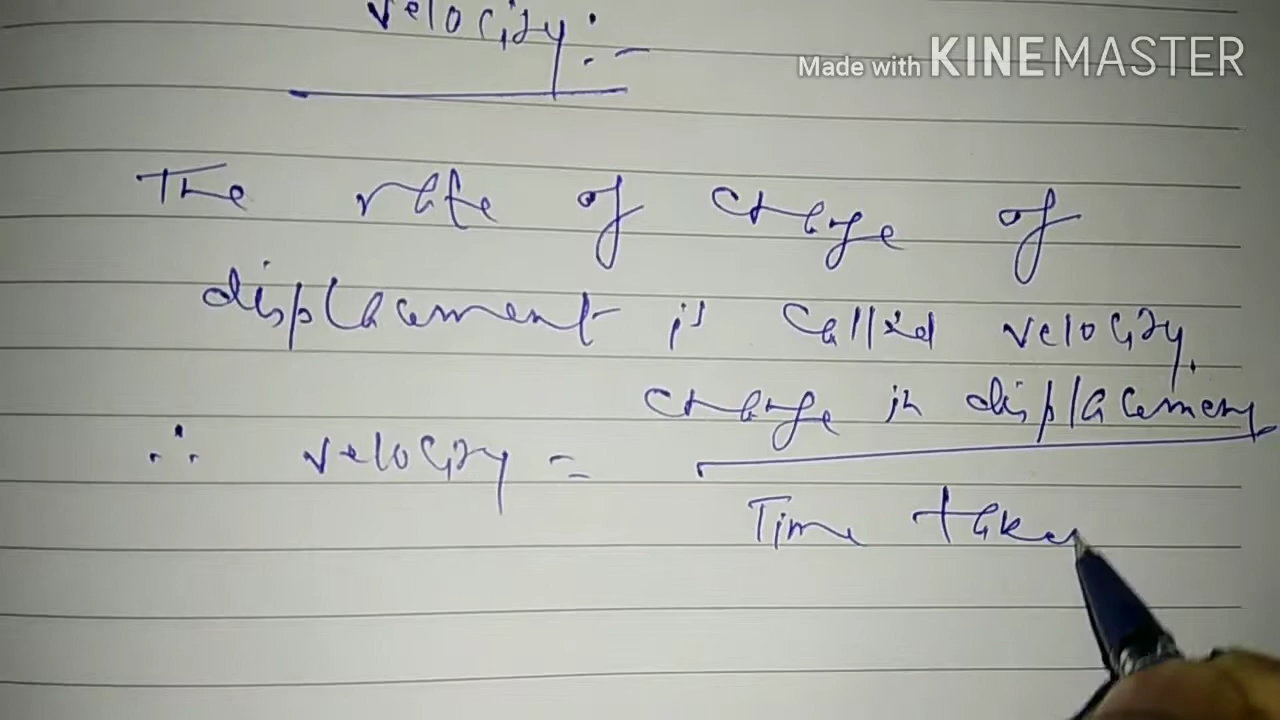 velocity :-
Made with KINEMASTER
The rate of change of
displacement is called velocity.
change in displacement
∴ velocity =
Time taken